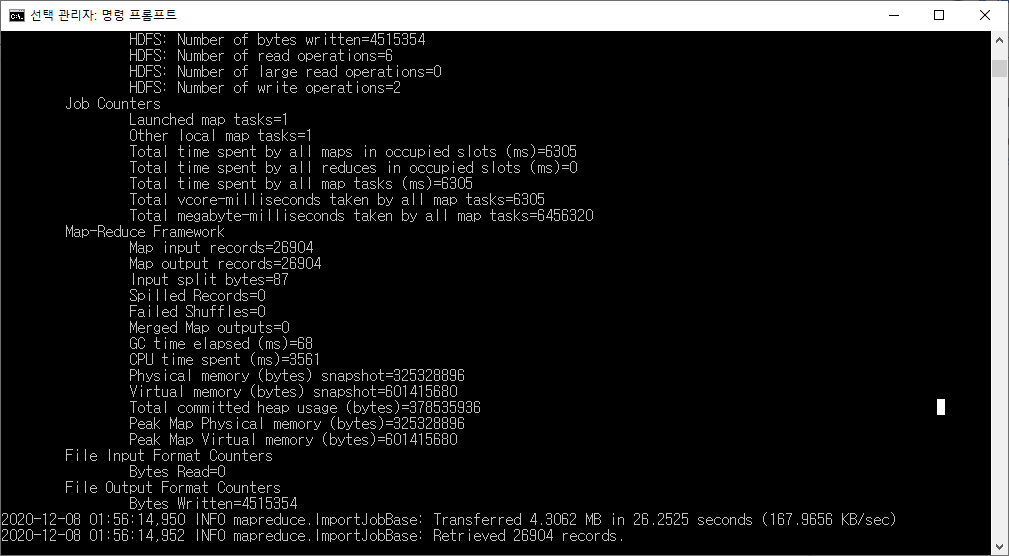 선택 관리자: 명령 프롬프트
HDFS: Number of bytes written=4515354
HDFS: Number of read operations=6
HDFS: Number of large read operations=0
HDFS: Number of write operations=2
Job Counters
Launched map tasks=1
Other local map tasks=1
Total time spent by all maps in occupied slots (ms)=6305
Total time spent by all reduces in occupied slots (ms)=0
Total time spent by all map tasks (ms)=6305
Total vcore-milliseconds taken by all map tasks=6305
Total megabyte-milliseconds taken by all map tasks=6456320
Map-Reduce Framework
Map input records=26904
Map output records=26904
Input split bytes=87
Spilled Records=0
Failed Shuffles=0
Merged Map outputs=0
GC time elapsed (ms)=68
CPU time spent (ms)=3561
Physical memory (bytes) snapshot=325328896
Virtual memory (bytes) snapshot=601415680
Total committed heap usage (bytes)=378535936
Peak Map Physical memory (bytes)=325328896
Peak Map Virtual memory (bytes)=601415680
File Input Format Counters
Bytes Read=0
File Output Format Counters
Bytes Written=4515354
2020-12-08 01:56:14,950 INFO mapreduce.ImportJobBase: Transferred 4.3062 MB in 26.2525 seconds (167.9656 KB/sec)
2020-12-08 01:56:14,952 INFO mapreduce.ImportJobBase: Retrieved 26904 records.